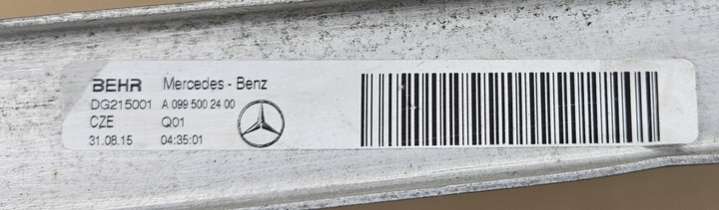 BEHR Mercedes - Benz
DG215001 A 099 500 24 00
CZE Q01
31.08.15 04:35:01